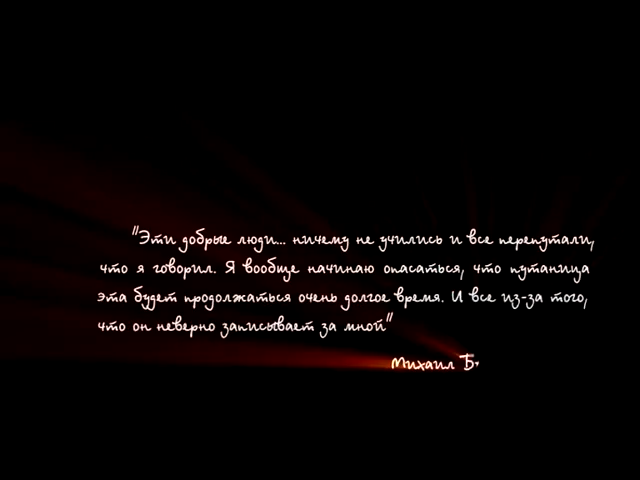 "Эти добрые люди... ничему не учились и все перепутали,
что я говорил. Я вообще начинаю опасаться, что путаница
эта будет продолжаться очень долгое время. И все из-за того,
что он неверно записывает за мной"
Михаил Б